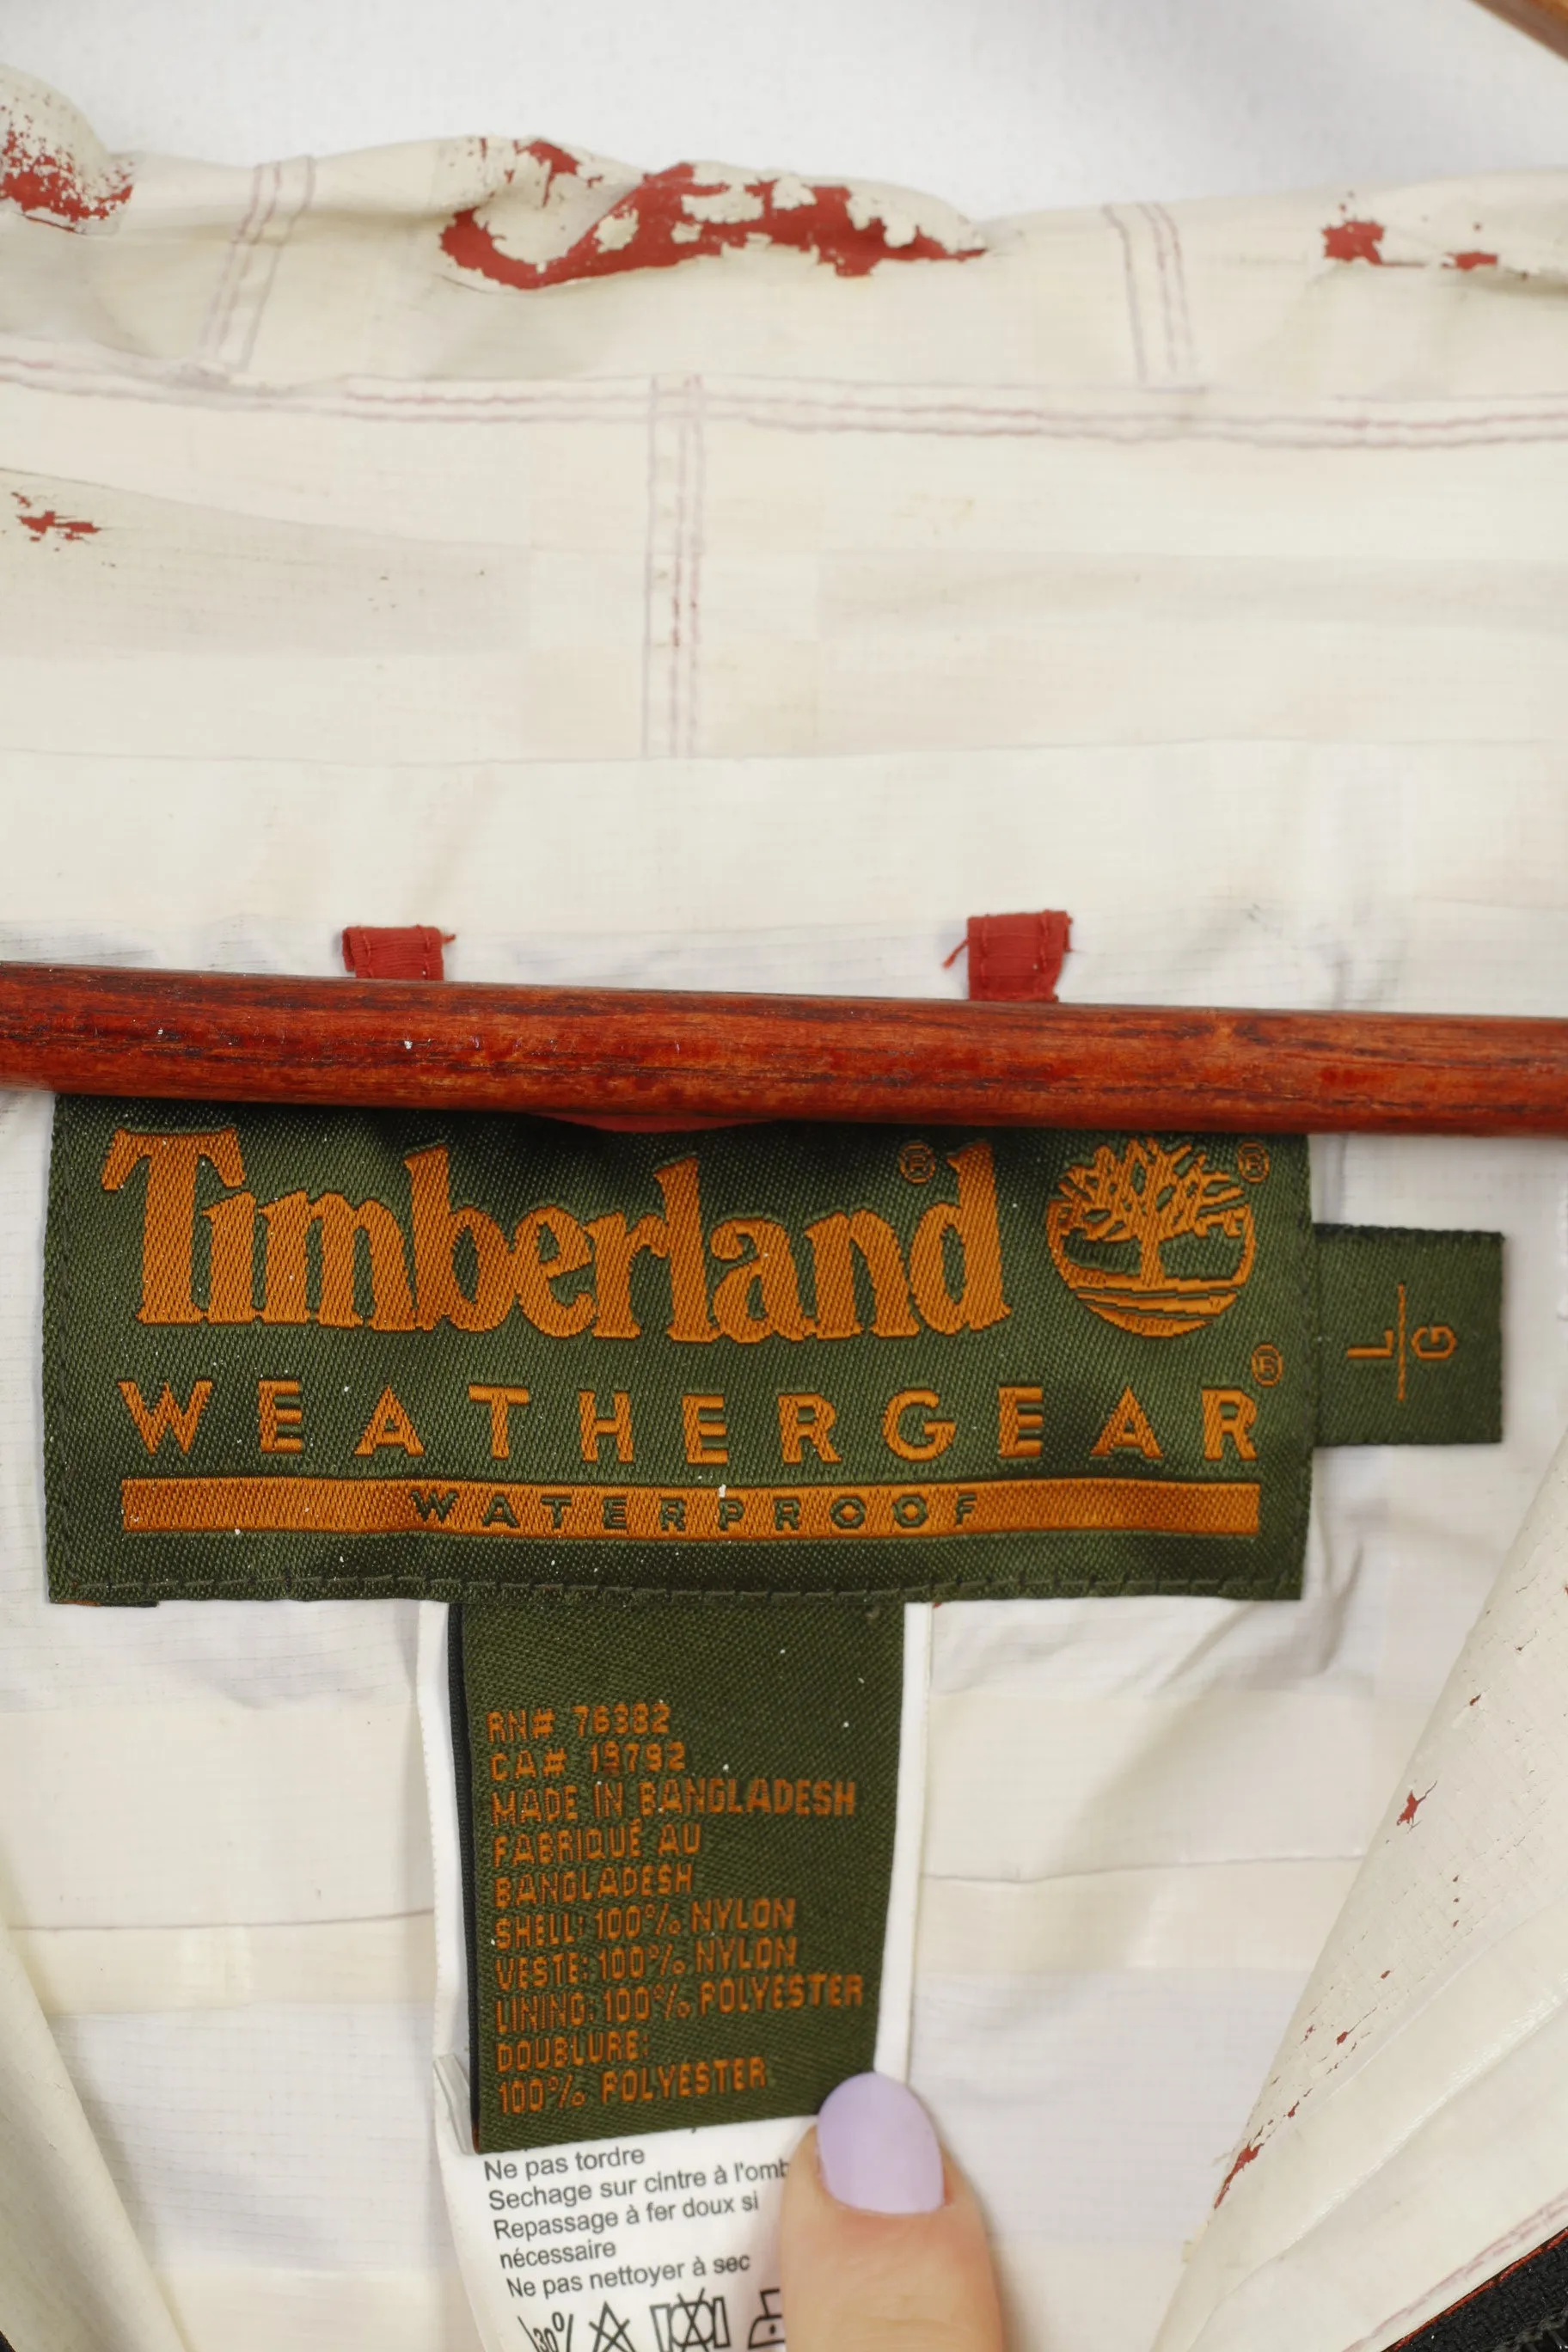 Timberland®
®
WEATHERGEAR®
WATERPROOF
L
G
RN# 76382
CA# 19792
MADE IN BANGLADESH
FABRIQUÉ AU
BANGLADESH
SHELL: 100% NYLON
VESTE: 100% NYLON
LINING: 100% POLYESTER
DOUBLURE:
100% POLYESTER
Ne pas tordre
Sechage sur cintre à l'omb
Repassage à fer doux si
nécessaire
Ne pas nettoyer à sec
30°